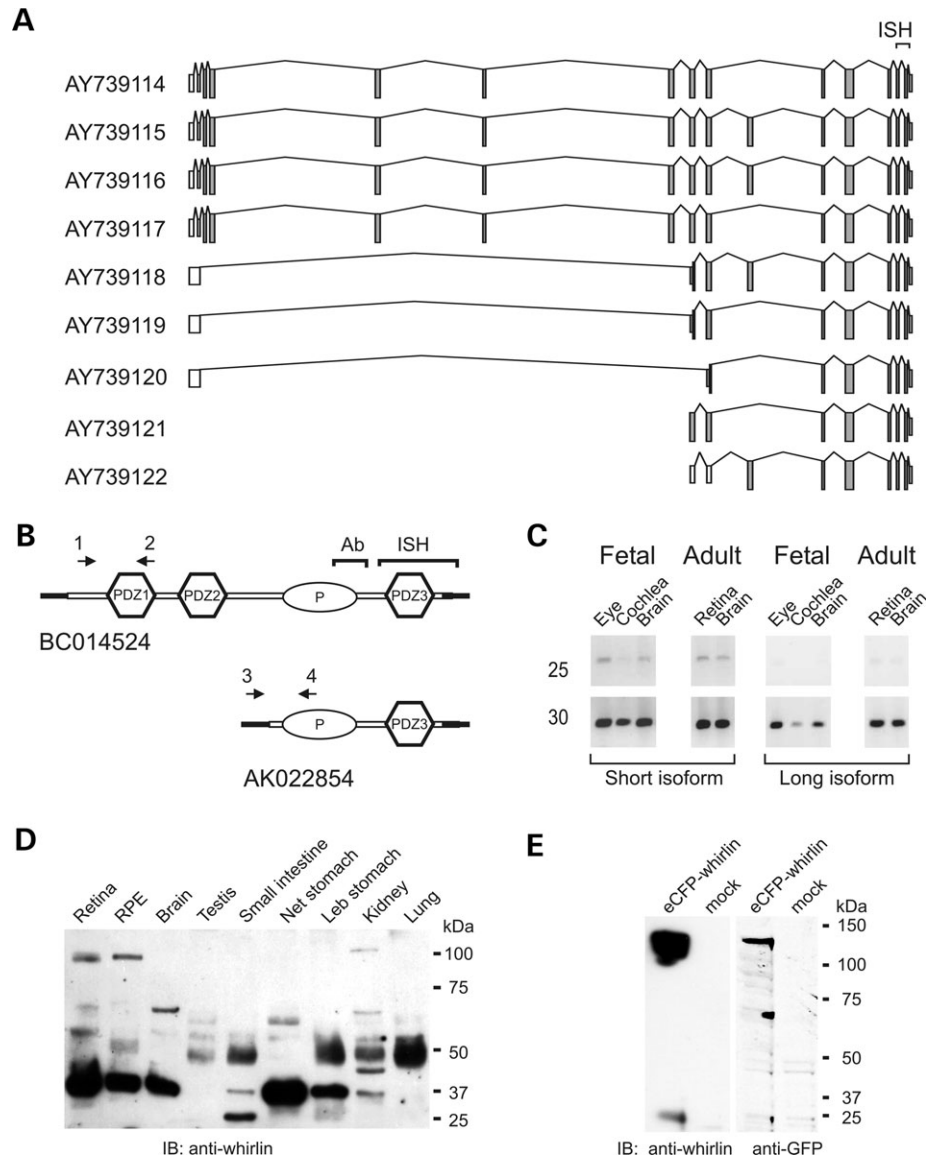 A
ISH
AY739114
AY739115
AY739116
AY739117
AY739118
AY739119
AY739120
AY739121
AY739122
B
1
2
Ab
ISH
PDZ1
PDZ2
P
PDZ3
BC014524
3
4
P
PDZ3
AK022854
C
Fetal Adult Fetal Adult
Eye Cochlea Brain Retina Brain Eye Cochlea Brain Retina Brain
25
30
Short isoform Long isoform
D
Retina RPE Brain Testis Small intestine Net stomach Leb stomach Kidney Lung
kDa
100
75
50
37
25
IB: anti-whirlin
E
eCFP-whirlin mock eCFP-whirlin mock
kDa
150
100
75
50
37
25
IB: anti-whirlin anti-GFP